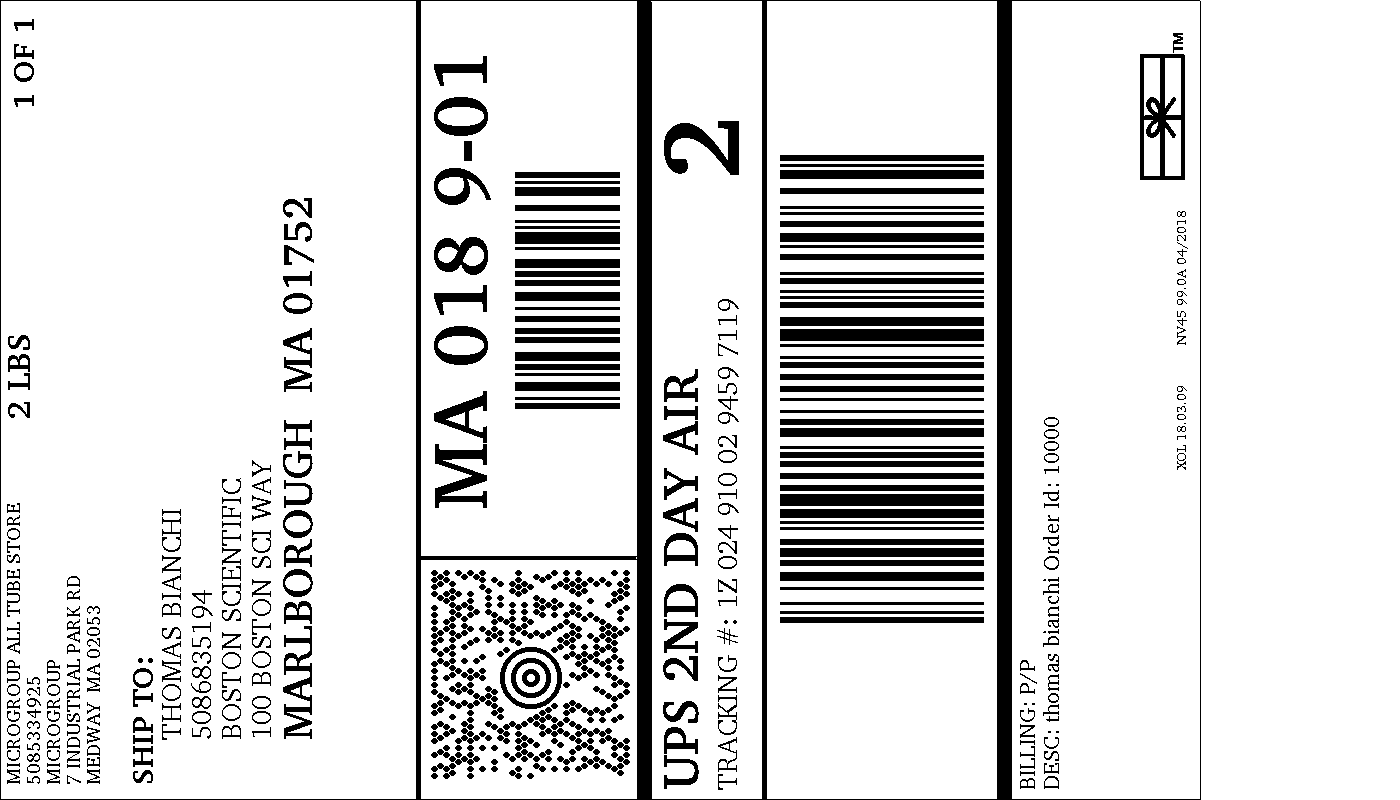 MICROGROUP ALL TUBE STORE
5085334925
MICROGROUP
7 INDUSTRIAL PARK RD
MEDWAY MA 02053
2 LBS
1 OF 1
SHIP TO:
THOMAS BIANCHI
5086835194
BOSTON SCIENTIFIC
100 BOSTON SCI WAY
MARLBOROUGH MA 01752
MA 018 9-01
UPS 2ND DAY AIR
2
TRACKING #: 1Z 024 910 02 9459 7119
BILLING: P/P
DESC: thomas bianchi Order Id: 10000
XOL 18.03.09
NV45 99.0A 04/2018
TM